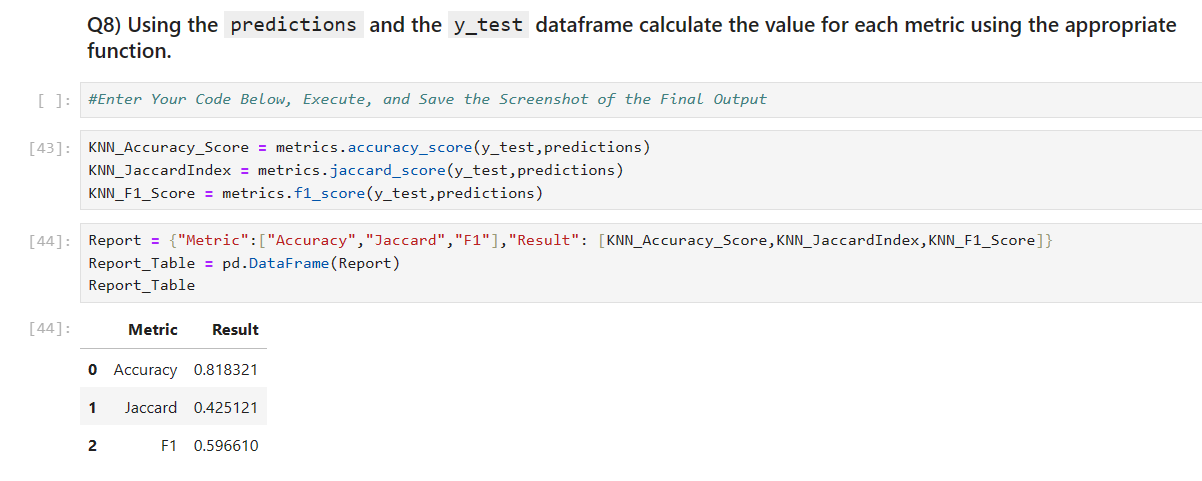 Q8) Using the predictions and the y_test dataframe calculate the value for each metric using the appropriate
function.
[ ]: #Enter Your Code Below, Execute, and Save the Screenshot of the Final Output
[43]: KNN_Accuracy_Score = metrics.accuracy_score(y_test,predictions)
KNN_JaccardIndex = metrics.jaccard_score(y_test,predictions)
KNN_F1_Score = metrics.f1_score(y_test,predictions)
[44]: Report = {"Metric":["Accuracy","Jaccard","F1"],"Result": [KNN_Accuracy_Score,KNN_JaccardIndex,KNN_F1_Score]}
Report_Table = pd.DataFrame(Report)
Report_Table
[44]: Metric Result
0 Accuracy 0.818321
1 Jaccard 0.425121
2 F1 0.596610